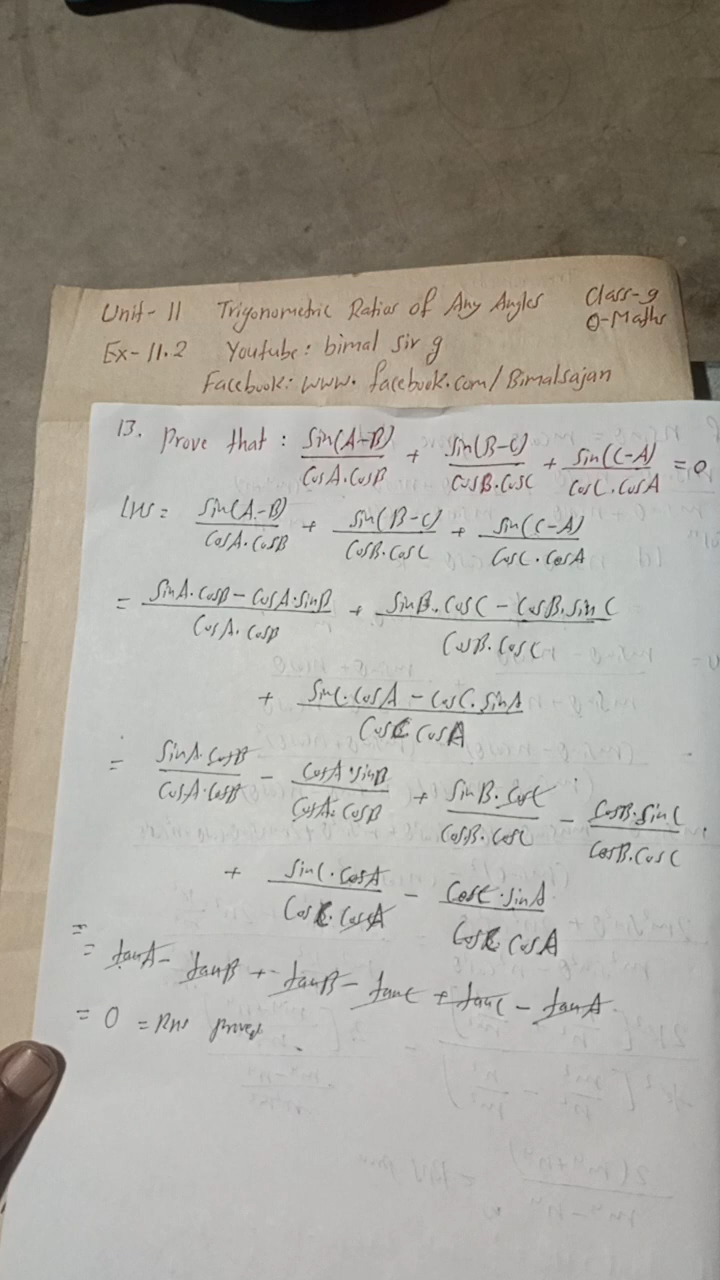 Unit-11 Trigonometric Ratios of Any Angles Class-9
O-Maths
Ex-11.2 Youtube: bimal sir g
Facebook: www.facebook.com/Bimalsajan
13. Prove that: sin(A-B)/CosA.CosB + sin(B-C)/CosB.CosC + sin(C-A)/CosC.CosA = 0
LHS = sin(A-B)/CosA.CosB + sin(B-C)/CosB.CosC + sin(C-A)/CosC.CosA
= sinA.cosB-CosA.sinB/CosA.CosB + sinB.CosC-CosB.sinC/CosB.CosC
+ sinC.cosA-CosC.sinA/CosC CosA
= sinA.CosB/CosA.CosB - CosA.sinB/CosA.CosB + sinB.CosC/CosB.CosC - CosB.sinC/CosB.CosC
+ sinC.CosA/CosC.CosA - CosC.sinA/CosC CosA
=
= tanA - tanB + tanB - tanC + tanC - tanA
= 0 = RHS proved